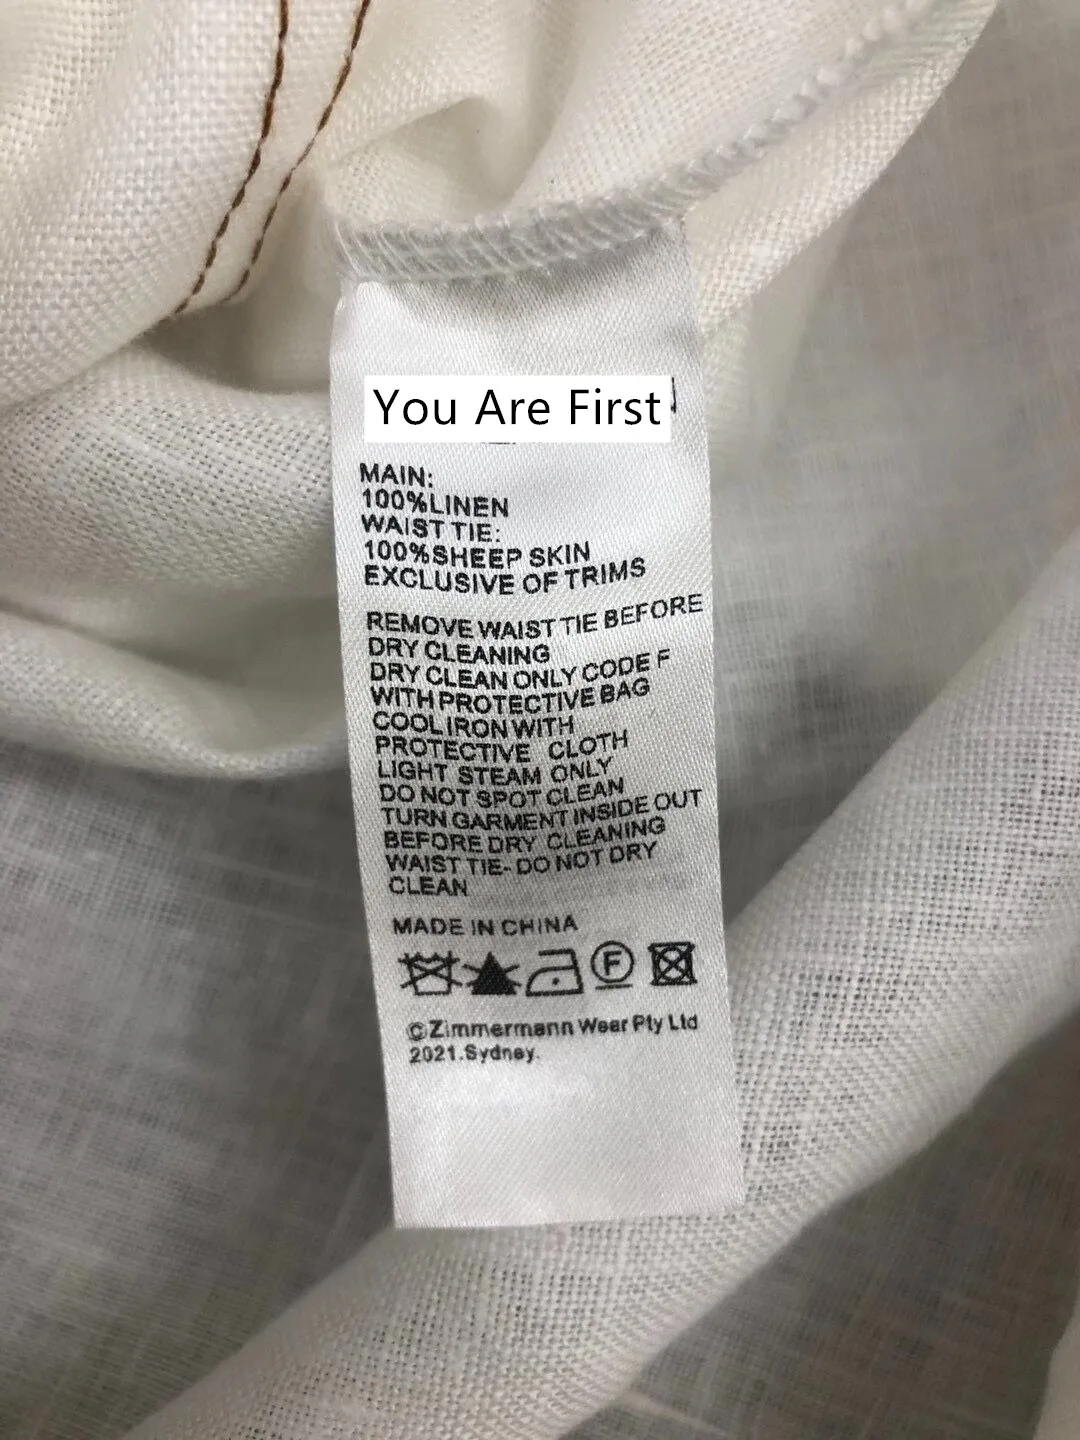 You Are First
MAIN:
100%LINEN
WAIST TIE:
100%SHEEP SKIN
EXCLUSIVE OF TRIMS
REMOVE WAIST TIE BEFORE
DRY CLEANING
DRY CLEAN ONLY CODE F
WITH PROTECTIVE BAG
COOL IRON WITH
PROTECTIVE CLOTH
LIGHT STEAM ONLY
DO NOT SPOT CLEAN
TURN GARMENT INSIDE OUT
BEFORE DRY CLEANING
WAIST TIE- DO NOT DRY
CLEAN
MADE IN CHINA
F
©Zimmermann Wear Pty Ltd
2021.Sydney.